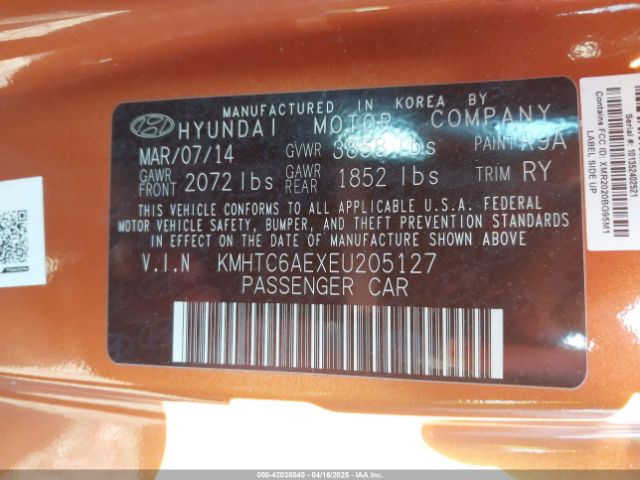 MANUFACTURED IN KOREA BY
HYUNDAI MOTOR COMPANY
MAR/07/14 GVWR 3858 lbs PAINT R9A
GAWR FRONT 2072 lbs GAWR REAR 1852 lbs TRIM RY
THIS VEHICLE CONFORMS TO ALL APPLICABLE U.S.A. FEDERAL
MOTOR VEHICLE SAFETY, BUMPER, AND THEFT PREVENTION STANDARDS
IN EFFECT ON THE DATE OF MANUFACTURE SHOWN ABOVE.
V.I.N KMHTC6AEXEU205127
PASSENGER CAR
Serial#: 101352402521
Contains FCC ID: XMR2020BG95M1
LABEL SIDE UP
000-42038540 - 04/16/2025 - IAAI